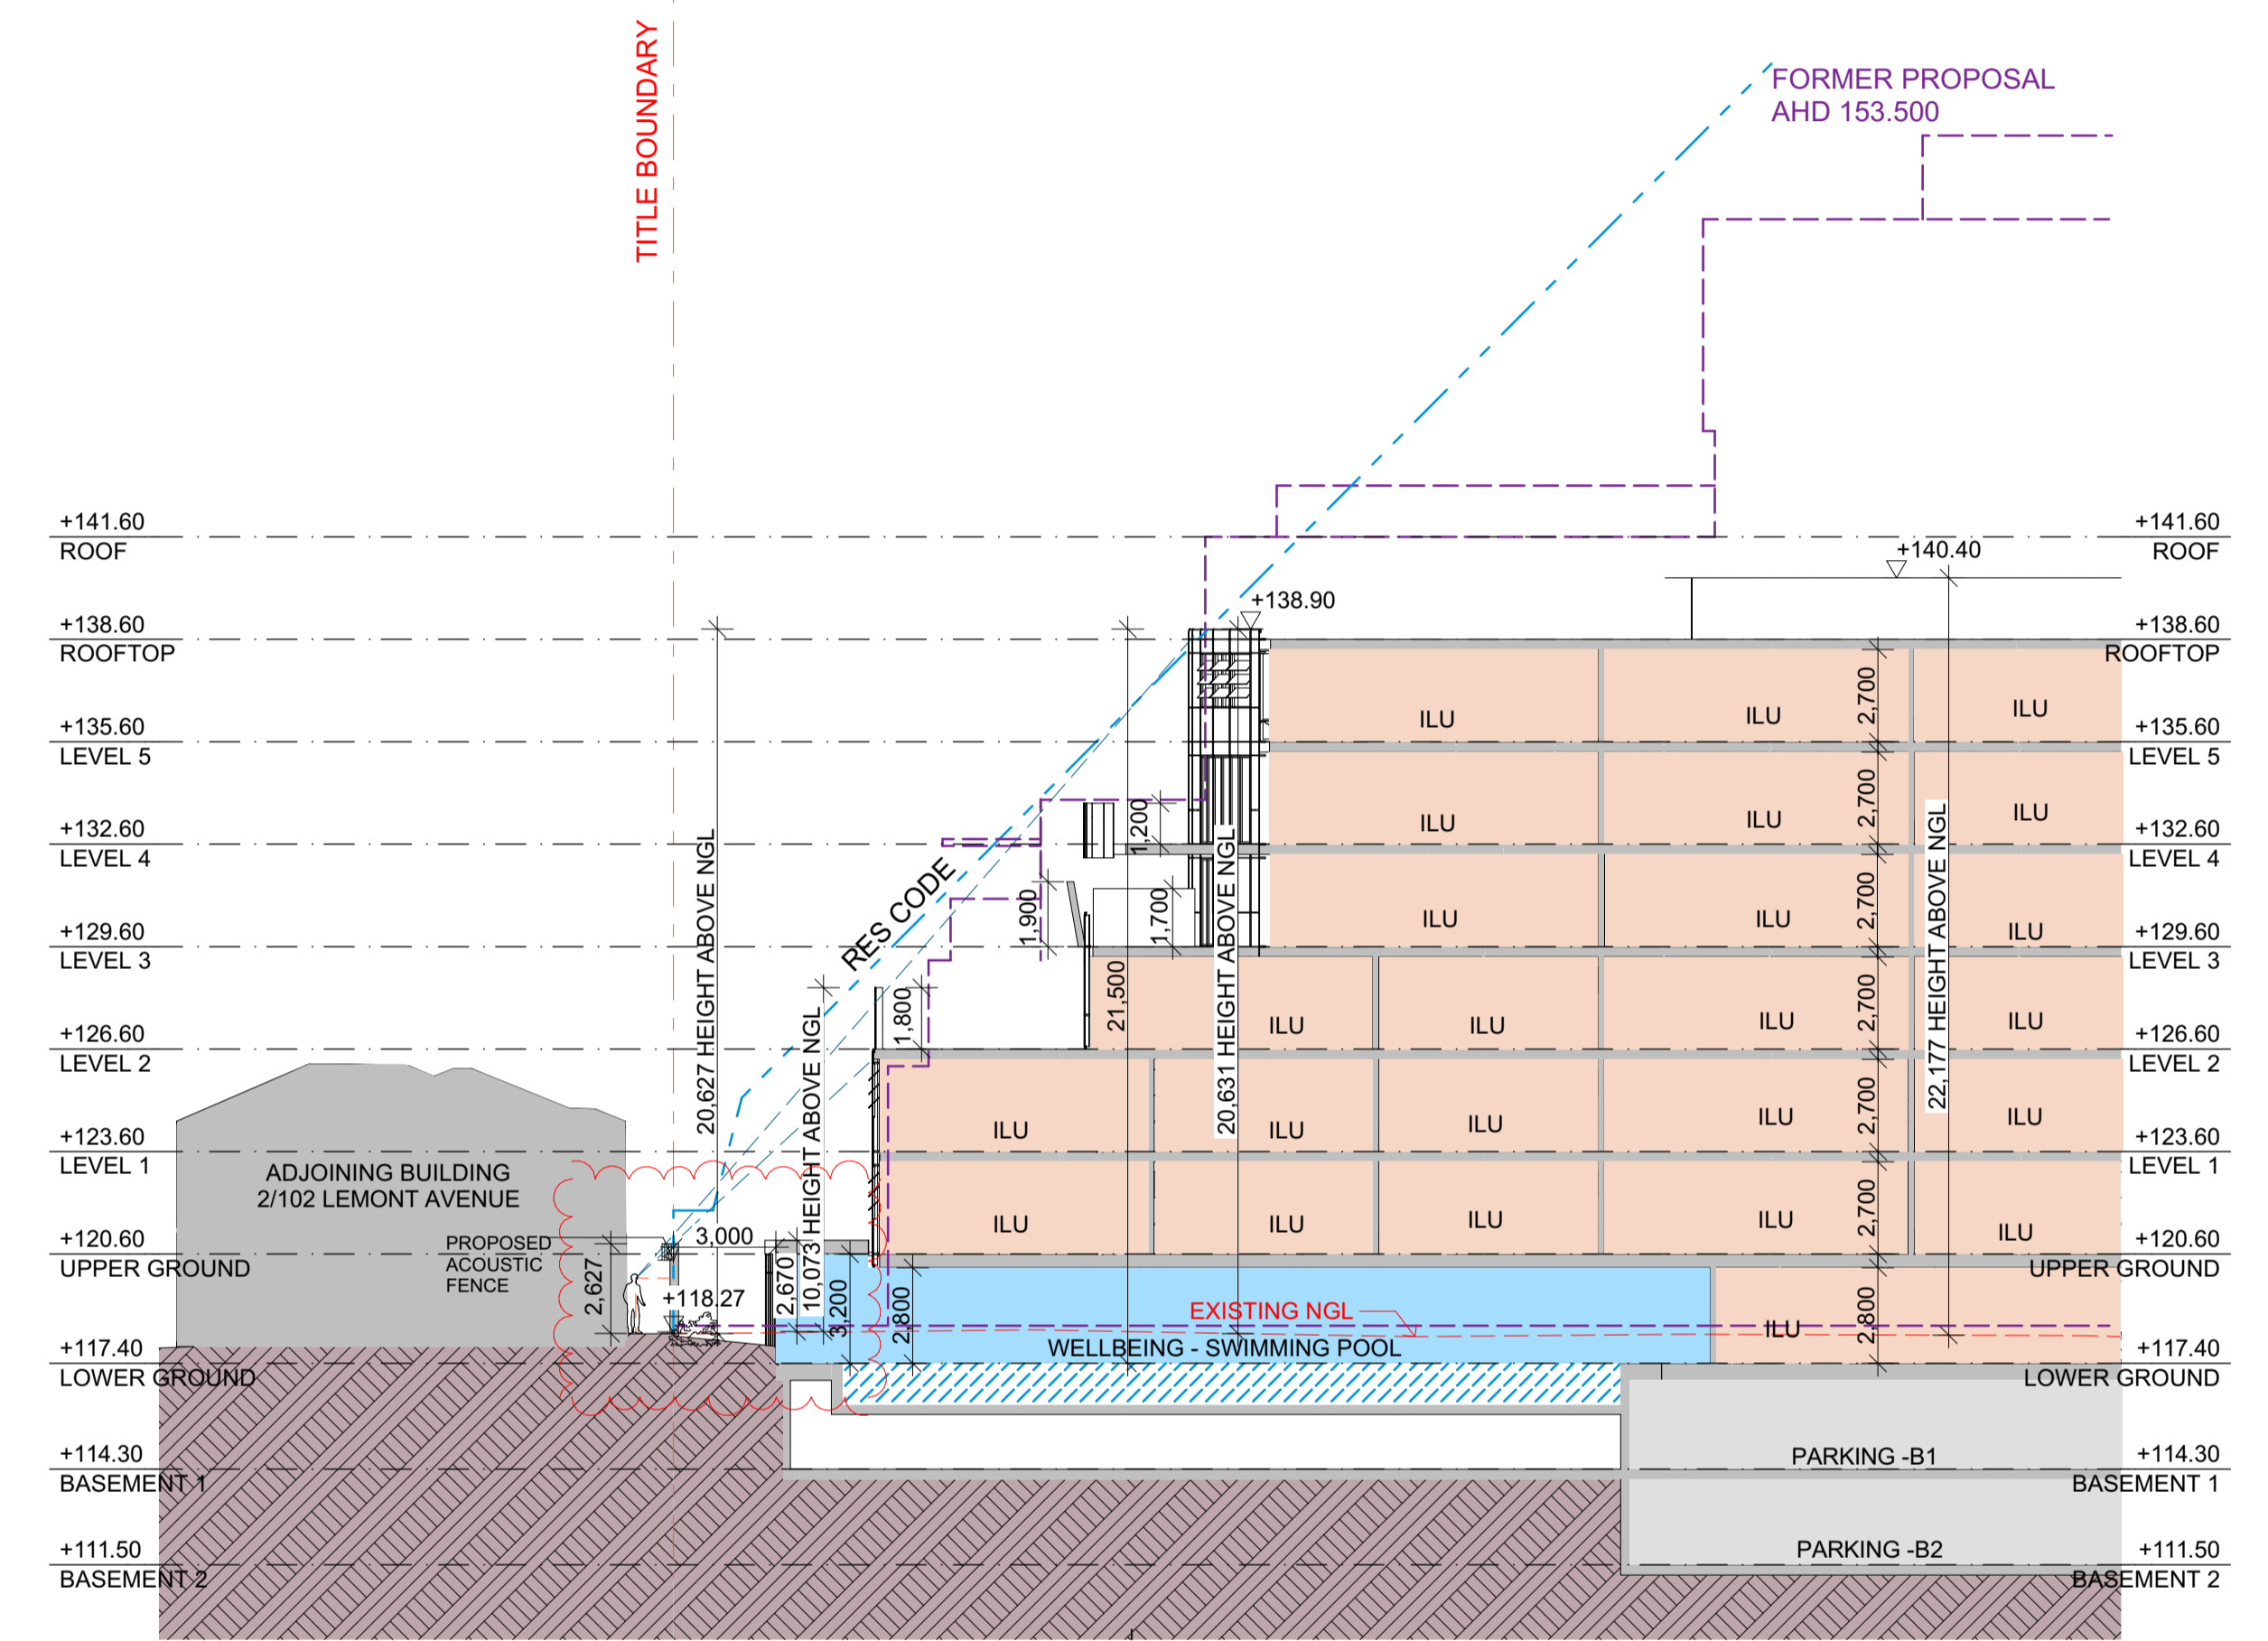 TITLE BOUNDARY
FORMER PROPOSAL
AHD 153.500
+141.60
ROOF
+141.60
ROOF
+140.40
+138.90
+138.60
ROOFTOP
+138.60
ROOFTOP
ILU
ILU
ILU
2,700
+135.60
LEVEL 5
+135.60
LEVEL 5
ILU
ILU
ILU
2,700
1,200
+132.60
LEVEL 4
+132.60
LEVEL 4
20,627 HEIGHT ABOVE NGL
RES CODE
20,631 HEIGHT ABOVE NGL
22,177 HEIGHT ABOVE NGL
1,900
1,700
ILU
ILU
ILU
2,700
+129.60
LEVEL 3
+129.60
LEVEL 3
1,800
21,500
ILU
ILU
ILU
ILU
2,700
+126.60
LEVEL 2
+126.60
LEVEL 2
10,073 HEIGHT ABOVE NGL
ILU
ILU
ILU
ILU
ILU
2,700
+123.60
LEVEL 1
+123.60
LEVEL 1
ADJOINING BUILDING
2/102 LEMONT AVENUE
ILU
ILU
ILU
ILU
ILU
2,700
+120.60
UPPER GROUND
+120.60
UPPER GROUND
PROPOSED
ACOUSTIC
FENCE
3,000
2,627
+118.27
2,670
3,200
2,800
EXISTING NGL
WELLBEING - SWIMMING POOL
ILU
2,800
+117.40
LOWER GROUND
+117.40
LOWER GROUND
+114.30
BASEMENT 1
PARKING -B1
+114.30
BASEMENT 1
+111.50
BASEMENT 2
PARKING -B2
+111.50
BASEMENT 2